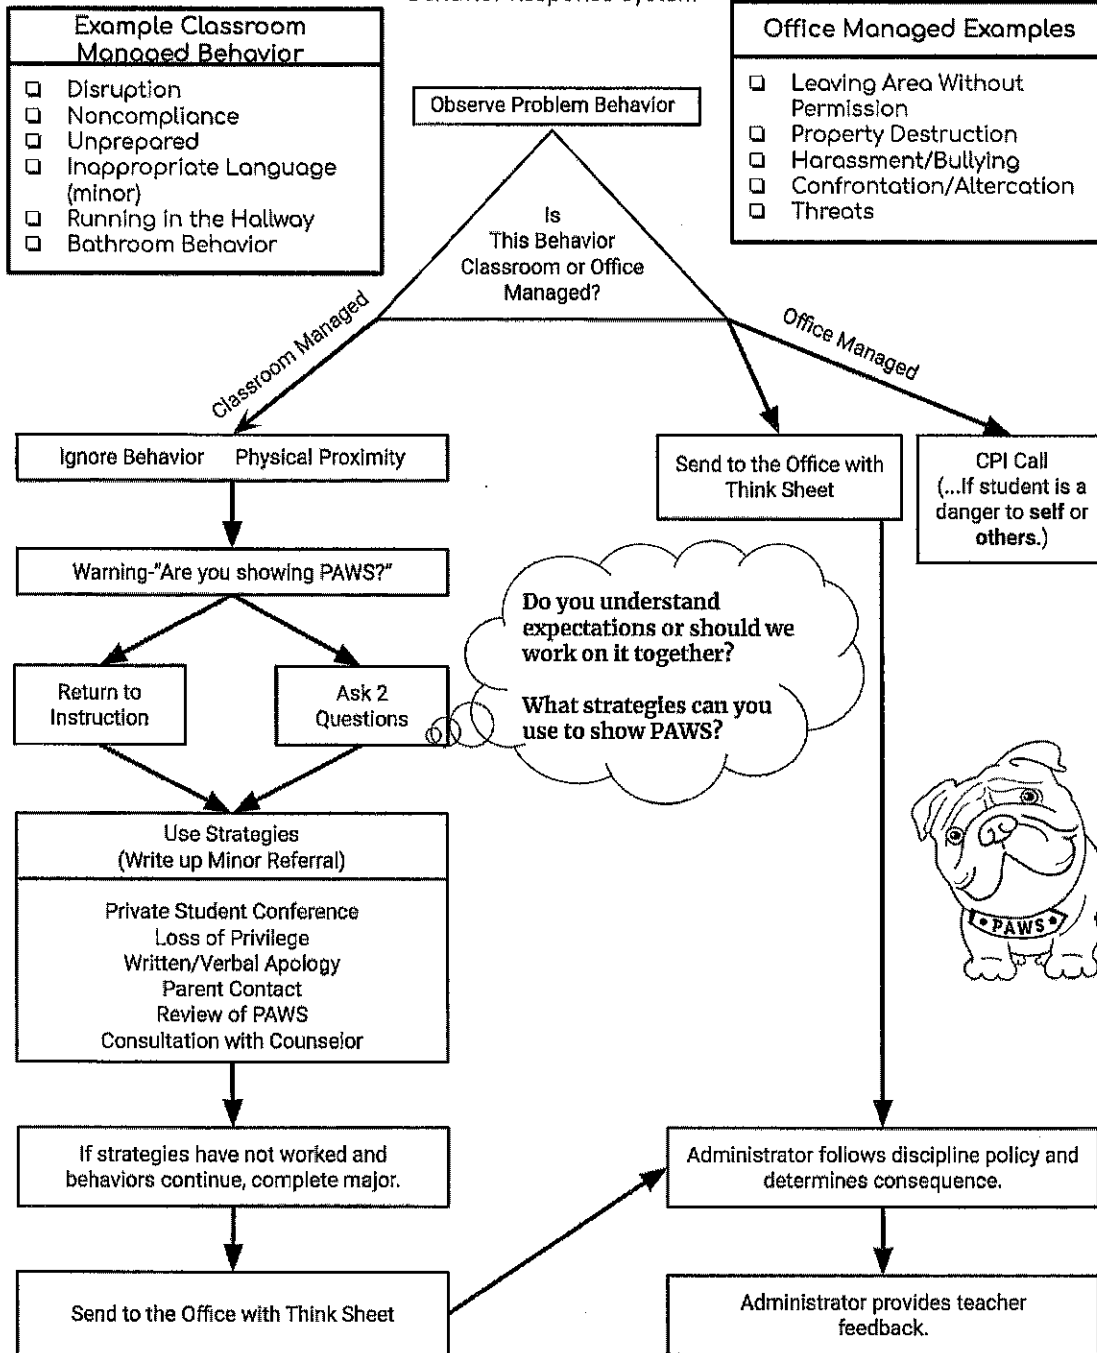 Behavior Response System
Example Classroom
Managed Behavior
❑ Disruption
❑ Noncompliance
❑ Unprepared
❑ Inappropriate Language
(minor)
❑ Running in the Hallway
❑ Bathroom Behavior
Office Managed Examples
❑ Leaving Area Without
Permission
❑ Property Destruction
❑ Harassment/Bullying
❑ Confrontation/Altercation
❑ Threats
Observe Problem Behavior
Is
This Behavior
Classroom or Office
Managed?
Classroom Managed
Office Managed
Ignore Behavior Physical Proximity
Send to the Office with
Think Sheet
CPI Call
(...If student is a
danger to self or
others.)
Warning-"Are you showing PAWS?"
Return to
Instruction
Ask 2
Questions
Do you understand
expectations or should we
work on it together?
What strategies can you
use to show PAWS?
Use Strategies
(Write up Minor Referral)
Private Student Conference
Loss of Privilege
Written/Verbal Apology
Parent Contact
Review of PAWS
Consultation with Counselor
PAWS
If strategies have not worked and
behaviors continue, complete major.
Administrator follows discipline policy and
determines consequence.
Send to the Office with Think Sheet
Administrator provides teacher
feedback.